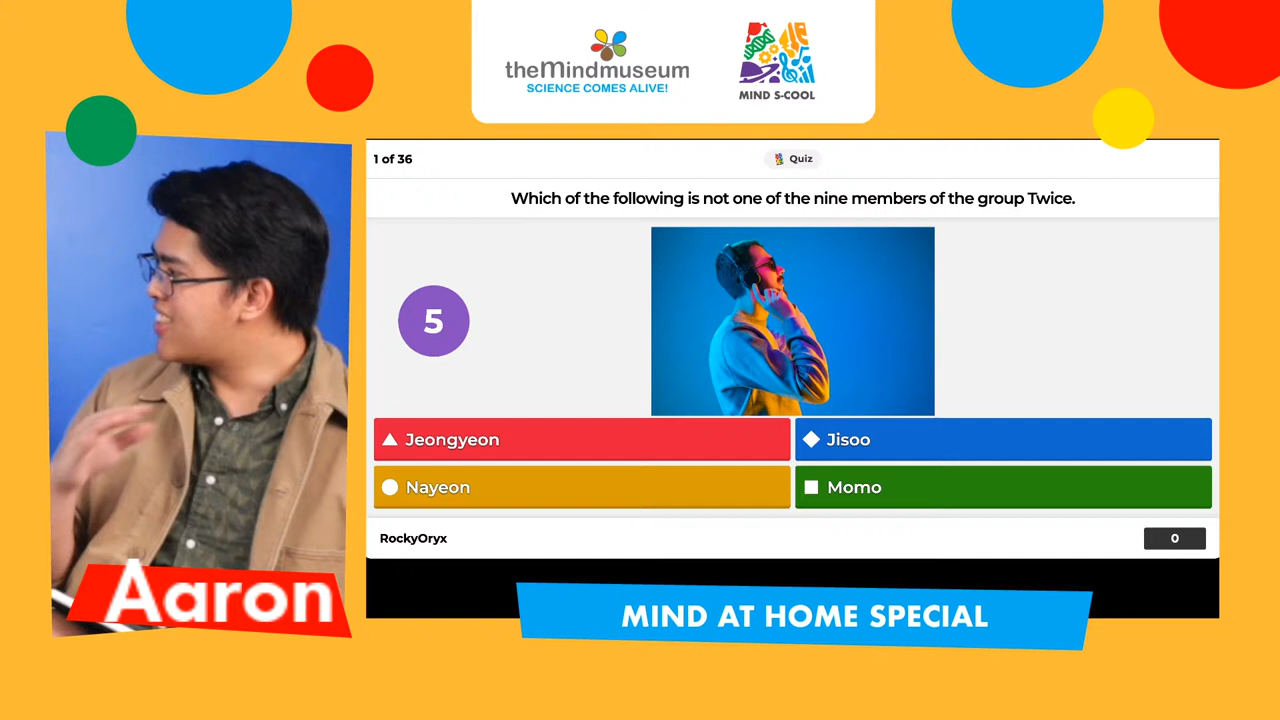 theMindmuseum
SCIENCE COMES ALIVE!
MIND S-COOL
1 of 36
Quiz
Which of the following is not one of the nine members of the group Twice.
5
Jeongyeon
Jisoo
Nayeon
Momo
RockyOryx
0
Aaron
MIND AT HOME SPECIAL